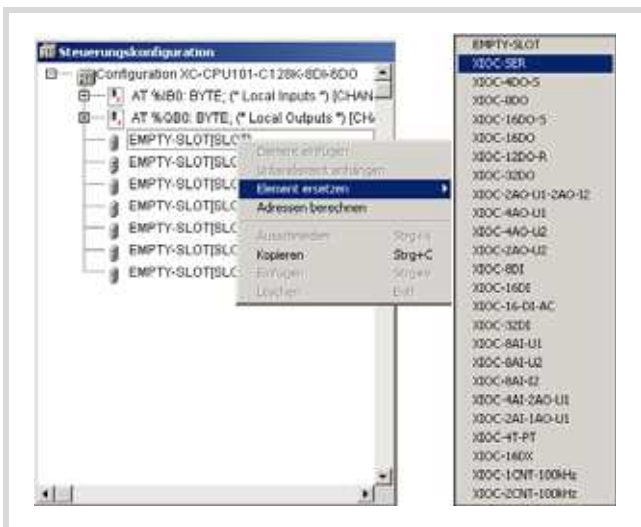 Steuerungskonfiguration
Configuration XC-CPU101-C128K-8DI-6DO
AT %IB0: BYTE; (* Local Inputs *) [CHAN
AT %QB0: BYTE; (* Local Outputs *) [CHA
EMPTY-SLOT[SLOT]
EMPTY-SLOT[SLC
EMPTY-SLOT[SLC
EMPTY-SLOT[SLC
EMPTY-SLOT[SLC
EMPTY-SLOT[SLC
EMPTY-SLOT[SLC
Element einfügen
Unterelement anhängen
Element ersetzen
Adressen berechnen
Ausschneiden Strg+X
Kopieren Strg+C
Einfügen Strg+V
Löschen Entf
EMPTY-SLOT
XIOC-SER
XIOC-4DO-S
XIOC-8DO
XIOC-16DO-S
XIOC-16DO
XIOC-12DO-R
XIOC-32DO
XIOC-2AO-U1-2AO-I2
XIOC-4AO-U1
XIOC-4AO-U2
XIOC-2AO-U2
XIOC-8DI
XIOC-16DI
XIOC-16-DI-AC
XIOC-32DI
XIOC-8AI-U1
XIOC-8AI-U2
XIOC-8AI-I2
XIOC-4AI-2AO-U1
XIOC-2AI-1AO-U1
XIOC-4T-PT
XIOC-16DX
XIOC-1CNT-100kHz
XIOC-2CNT-100kHz